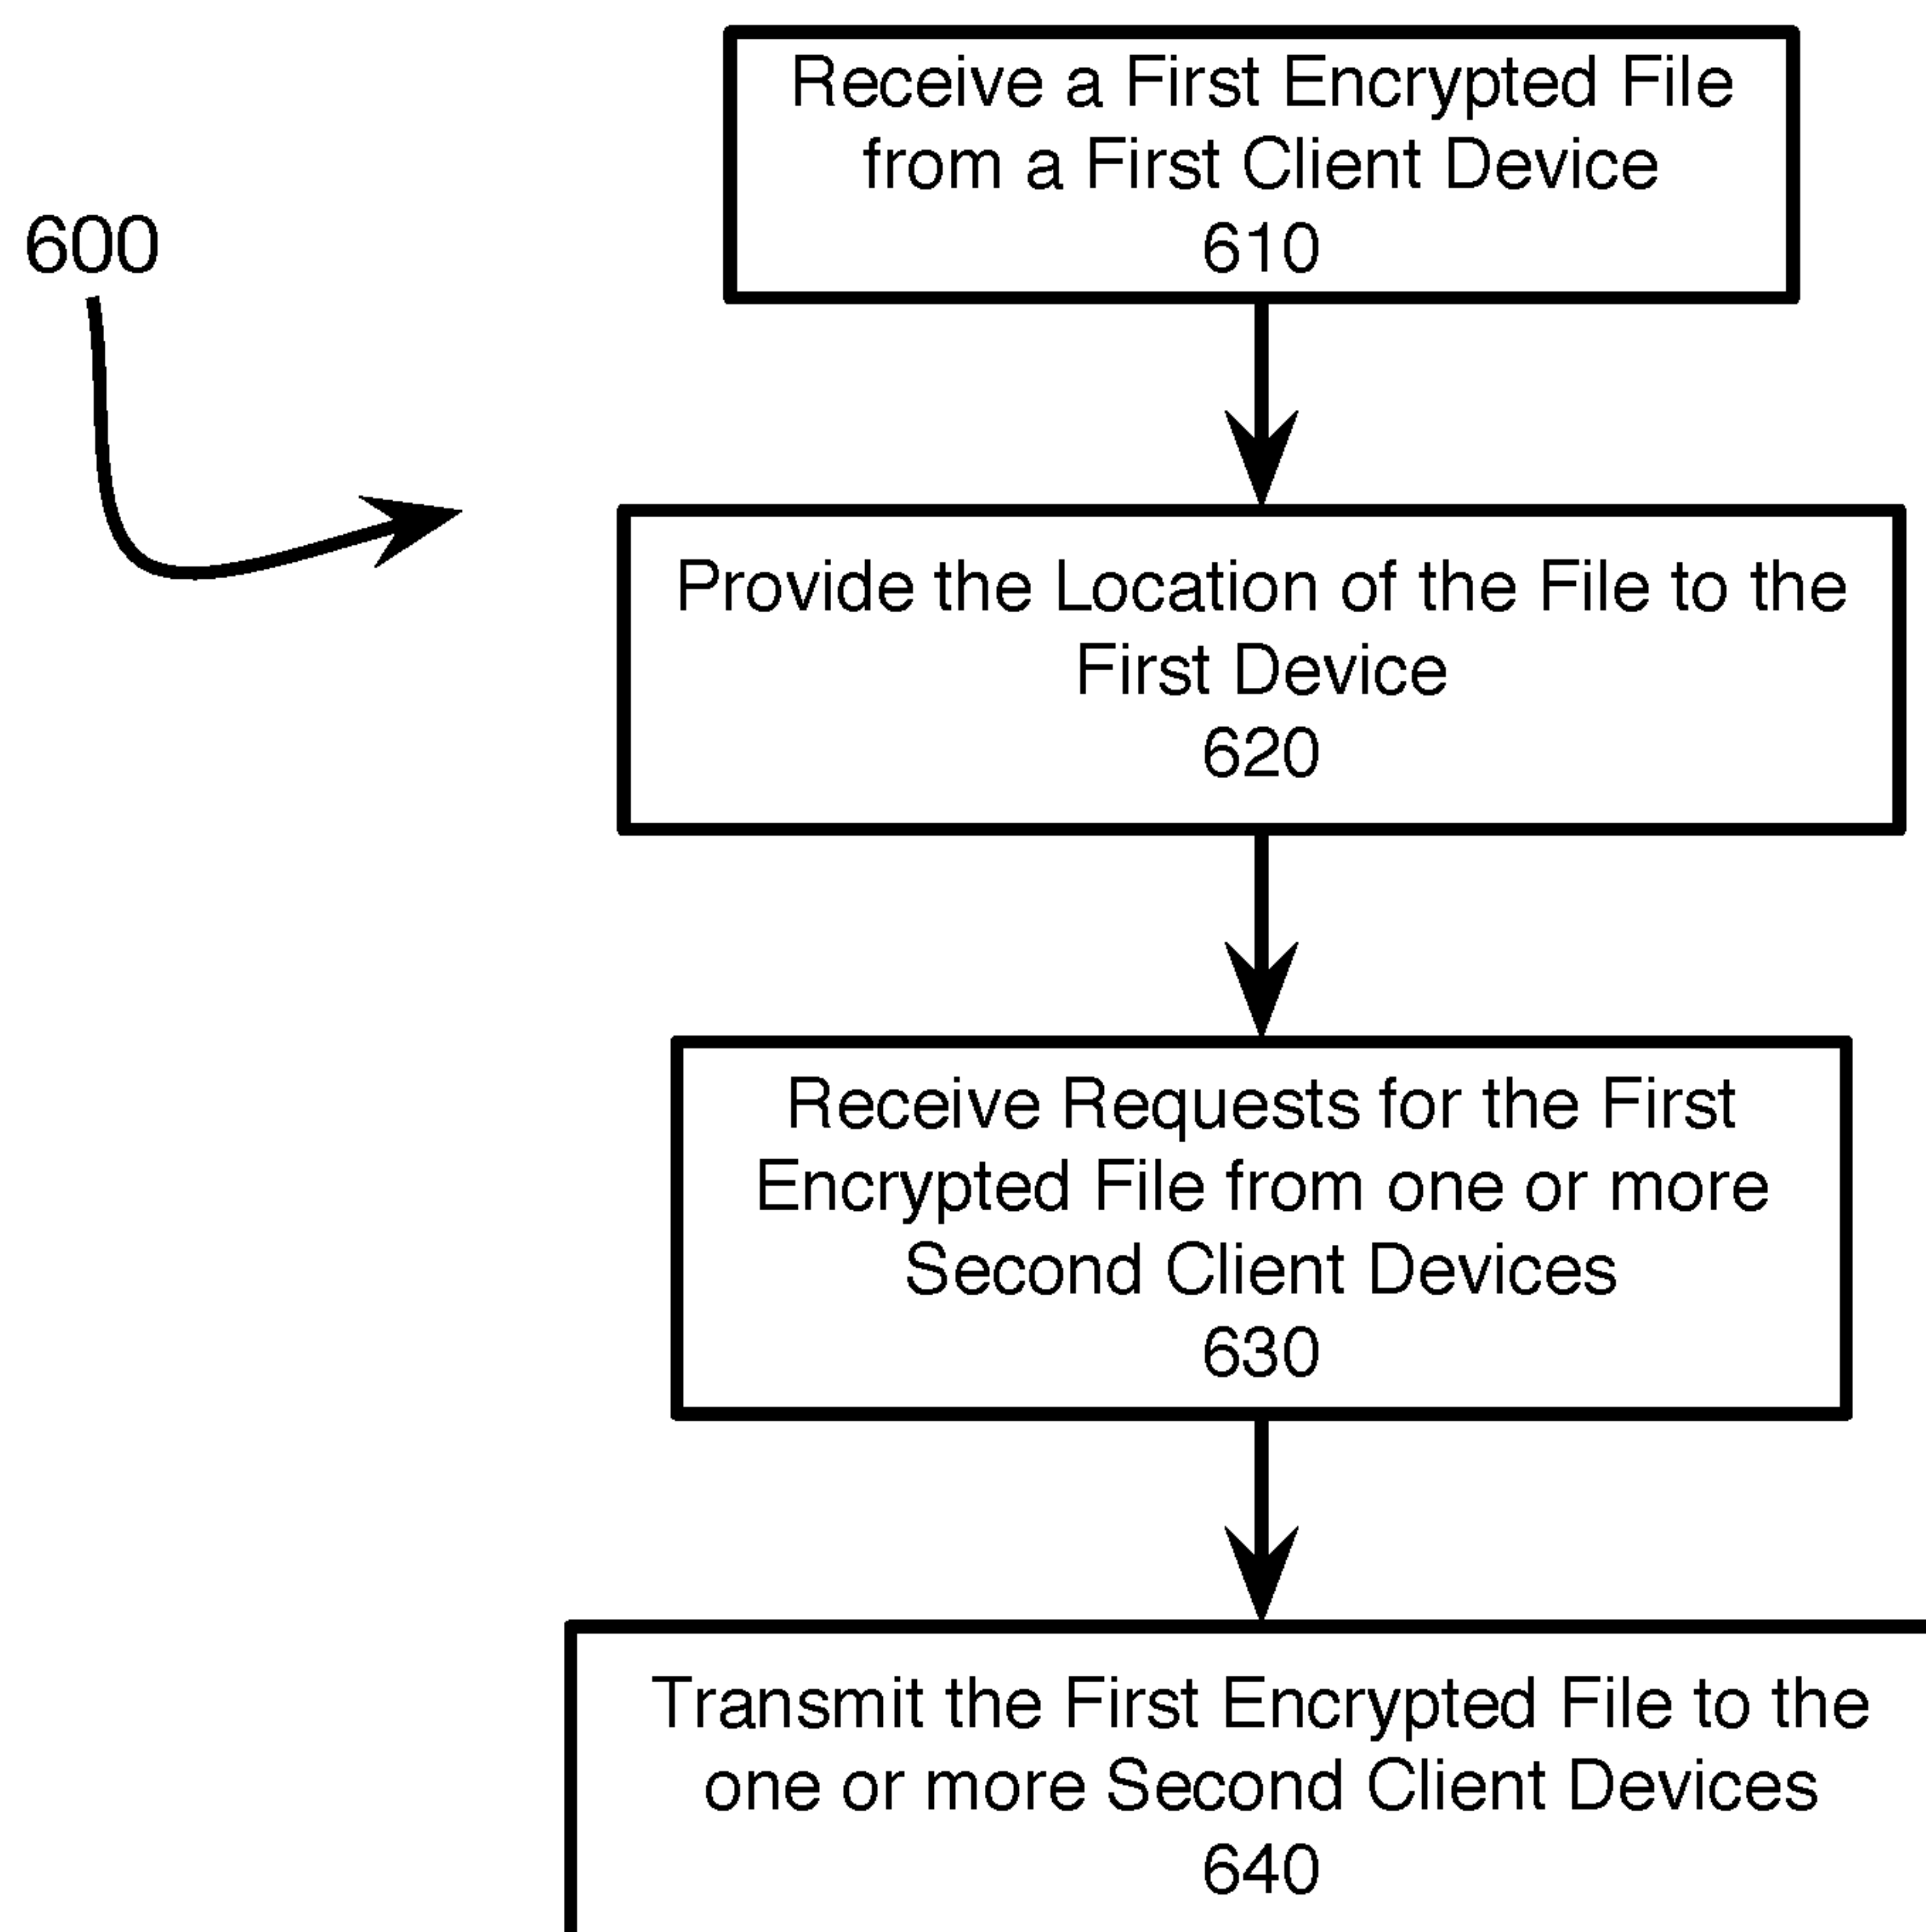 Receive a First Encrypted File
from a First Client Device
610
600
Provide the Location of the File to the
First Device
620
Receive Requests for the First
Encrypted File from one or more
Second Client Devices
630
Transmit the First Encrypted File to the
one or more Second Client Devices
640